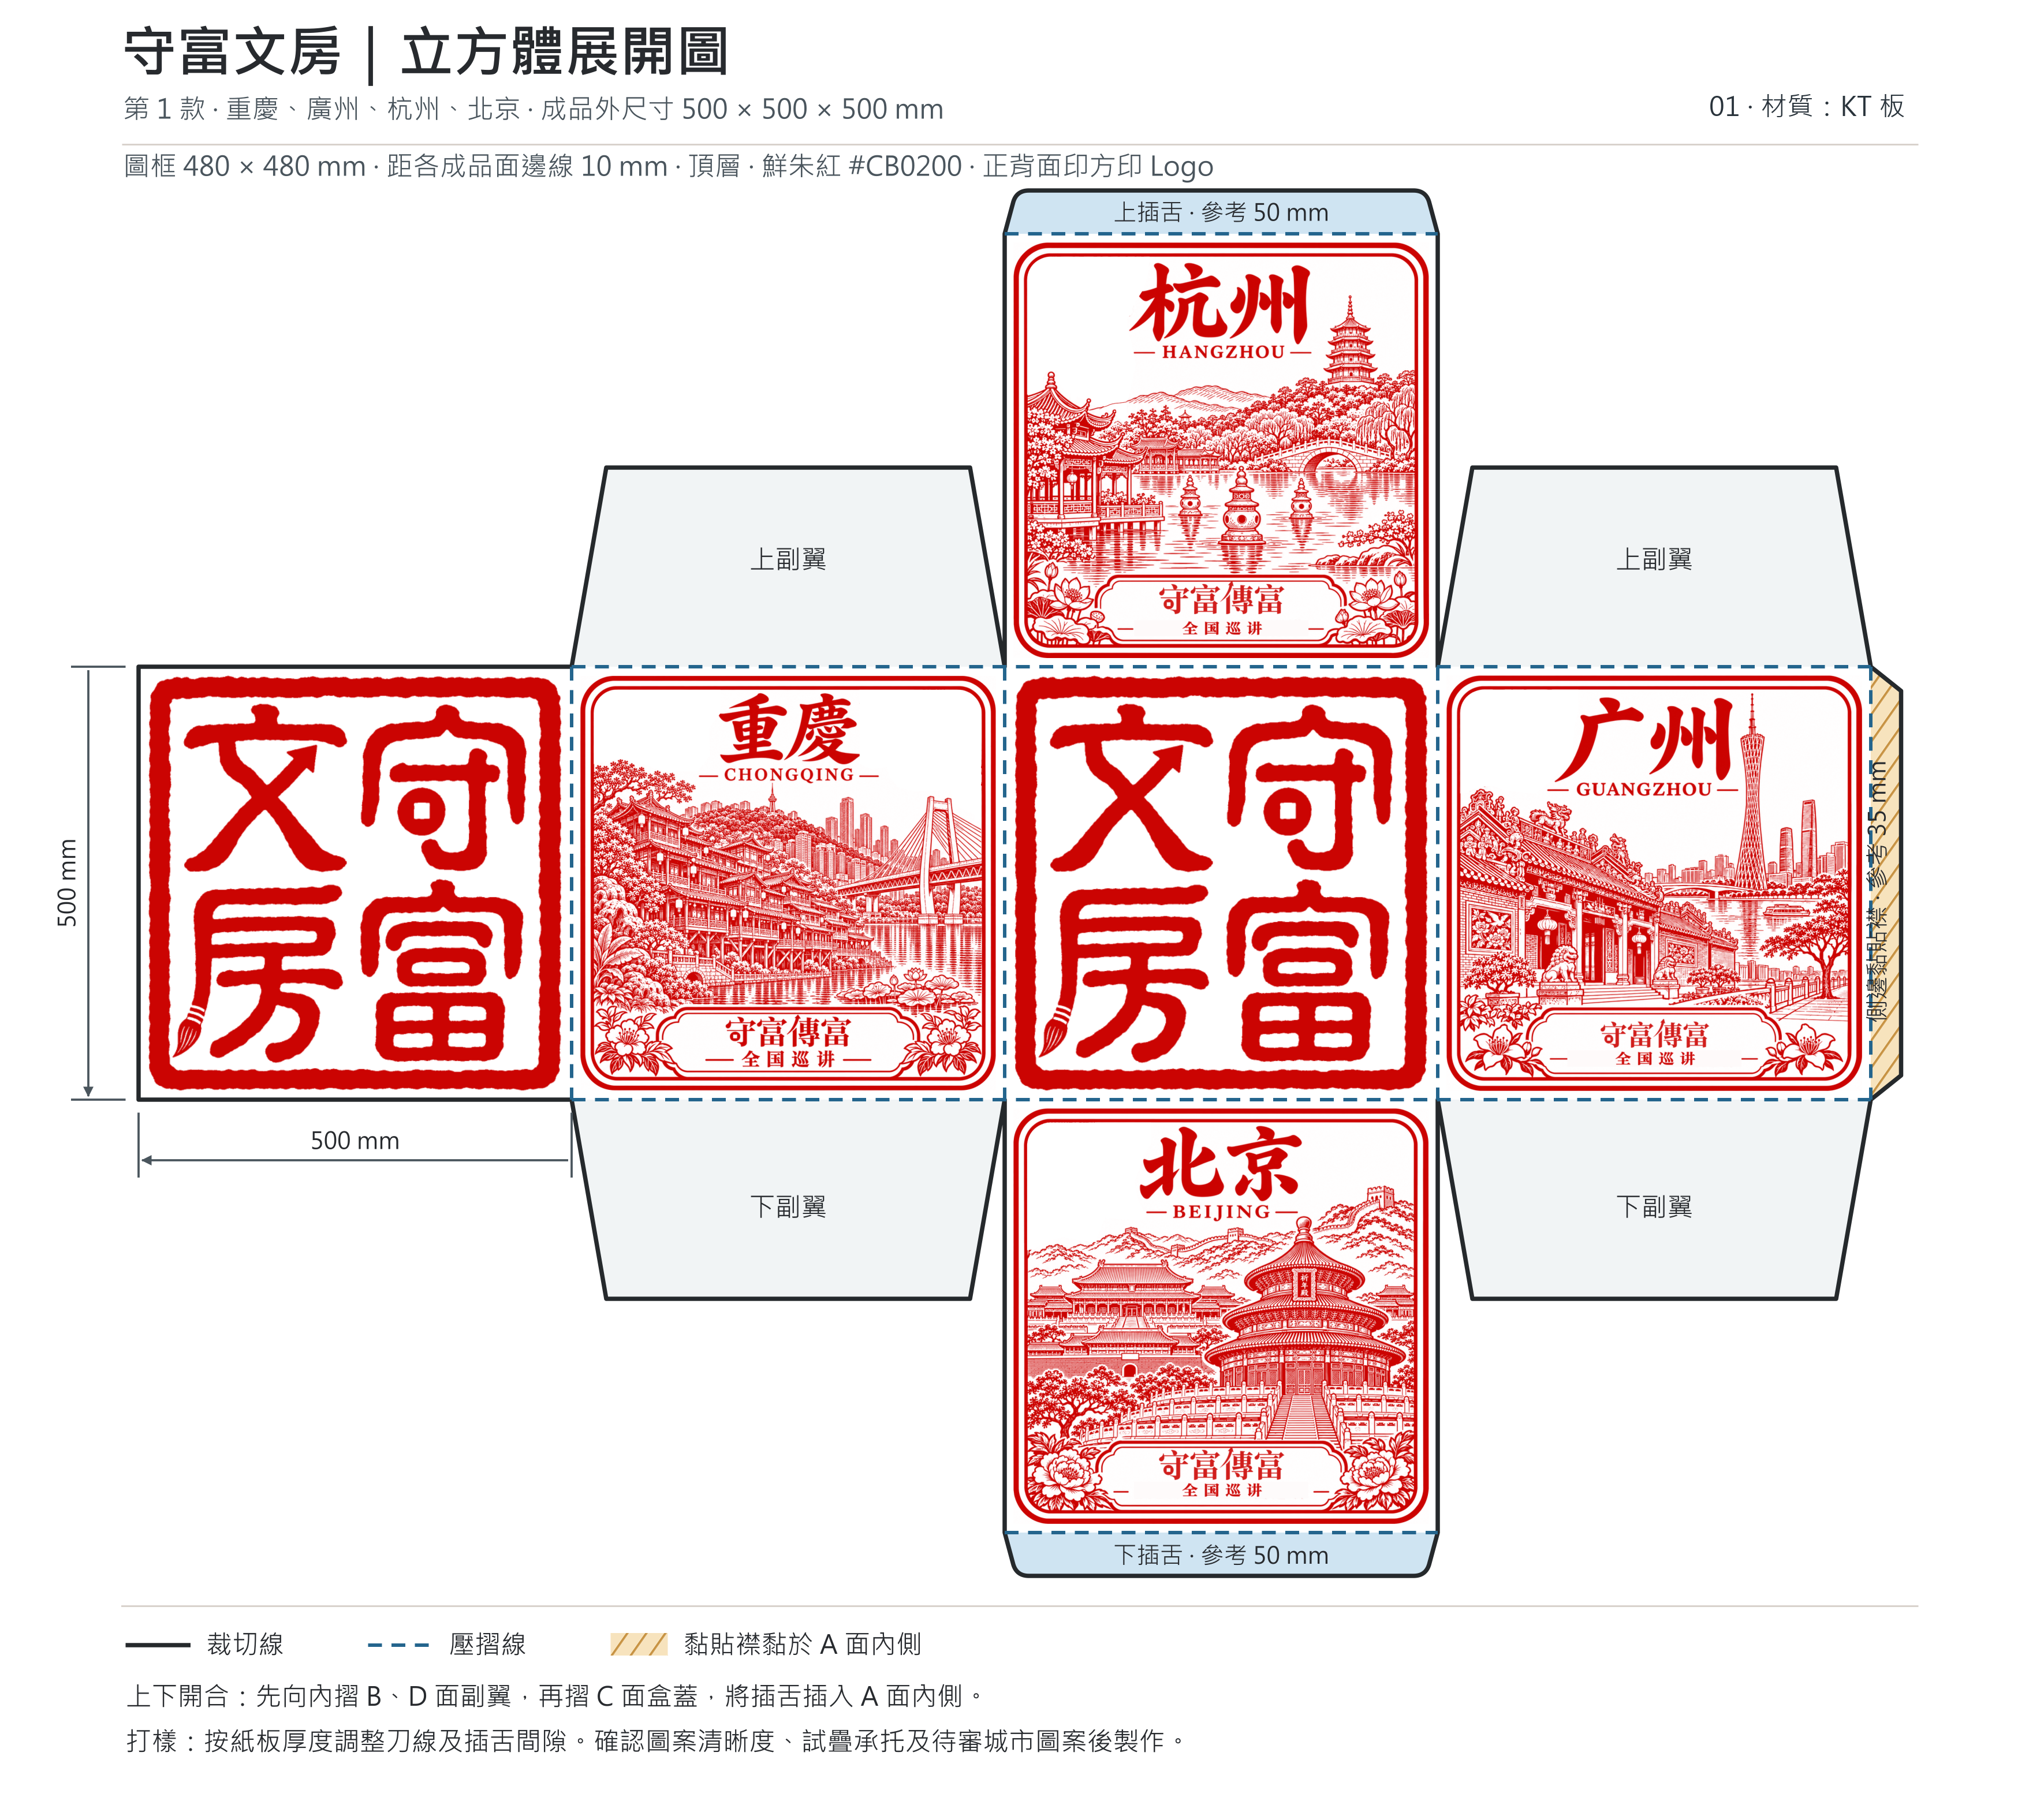 守富文房｜立方體展開圖
第 1 款 · 重慶、廣州、杭州、北京 · 成品外尺寸 500 × 500 × 500 mm
01 · 材質：KT 板
圖框 480 × 480 mm · 距各成品面邊線 10 mm · 頂層 · 鮮朱紅 #CB0200 · 正背面印方印 Logo
上插舌 · 參考 50 mm
杭州
HANGZHOU
守富傳富
全国巡讲
上副翼
上副翼
500 mm
守富文房
重慶
CHONGQING
守富傳富
全国巡讲
守富文房
广州
GUANGZHOU
守富傳富
全国巡讲
側邊黏貼襟 · 參考 35 mm
500 mm
下副翼
北京
BEIJING
祈年殿
守富傳富
全国巡讲
下副翼
下插舌 · 參考 50 mm
裁切線
壓摺線
黏貼襟黏於 A 面內側
上下開合：先向內摺 B、D 面副翼，再摺 C 面盒蓋，將插舌插入 A 面內側。
打樣：按紙板厚度調整刀線及插舌間隙。確認圖案清晰度、試疊承托及待審城市圖案後製作。